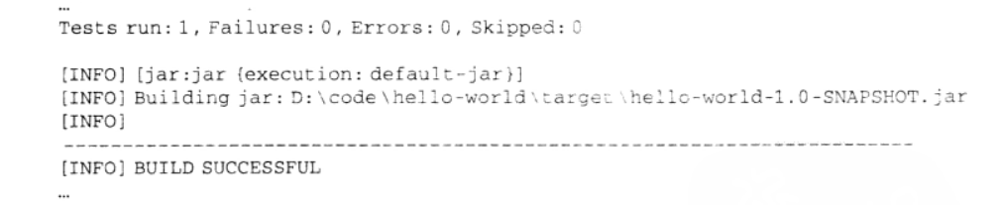 …
Tests run: 1, Failures: 0, Errors: 0, Skipped: 0
[INFO] [jar:jar {execution: default-jar}]
[INFO] Building jar: D:\code\hello-world\target\hello-world-1.0-SNAPSHOT.jar
[INFO]
------------------------------------------------------------------------
[INFO] BUILD SUCCESSFUL
…